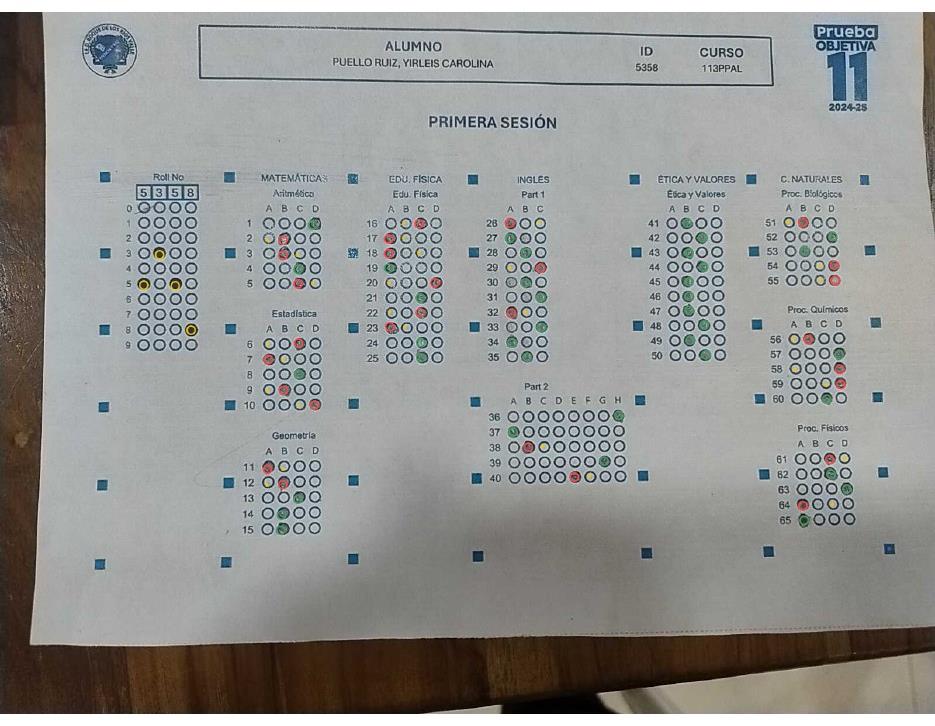 I.E.D. ROQUE DE LOS RIOS VALLE
ALUMNO
PUELLO RUIZ, YIRLEIS CAROLINA
ID
5358
CURSO
113PPAL
Prueba
OBJETIVA
11
2024-25
PRIMERA SESIÓN
Roll No
5 3 5 8
0
1
2
3
4
5
6
7
8
9
MATEMÁTICAS
Aritmética
A B C D
1
2
3
4
5
Estadística
A B C D
6
7
8
9
10
Geometría
A B C D
11
12
13
14
15
EDU. FÍSICA
Edu. Física
A B C D
16
17
18
19
20
21
22
23
24
25
INGLÉS
Part 1
A B C
26
27
28
29
30
31
32
33
34
35
Part 2
A B C D E F G H
36
37
38
39
40
ÉTICA Y VALORES
Ética y Valores
A B C D
41
42
43
44
45
46
47
48
49
50
C. NATURALES
Proc. Biológicos
A B C D
51
52
53
54
55
Proc. Químicos
A B C D
56
57
58
59
60
Proc. Físicos
A B C D
61
62
63
64
65